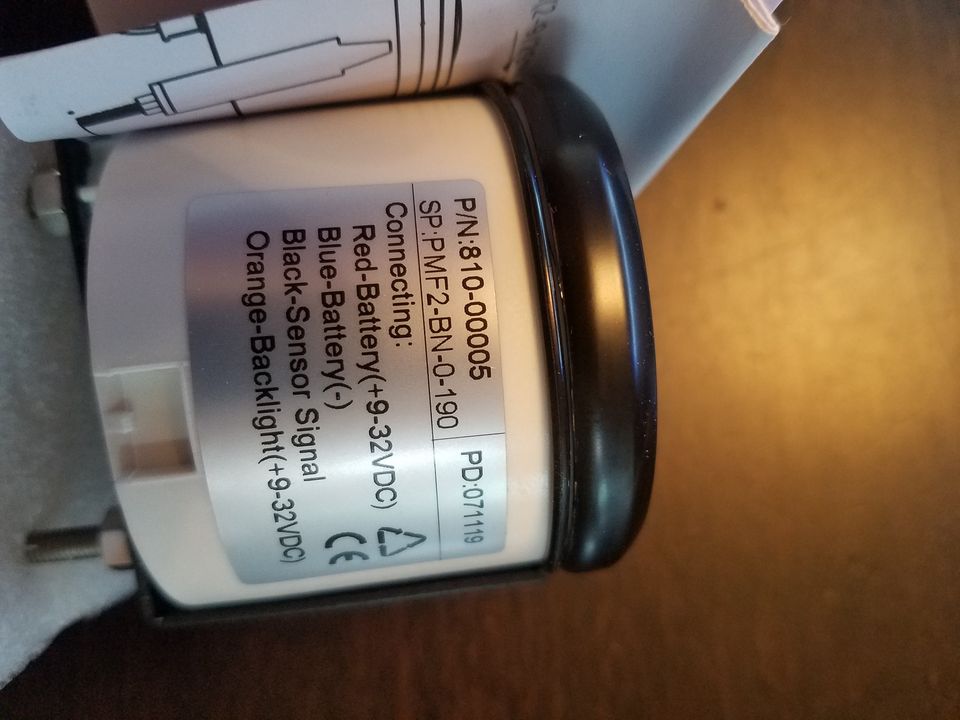 P/N:810-00005
PD:071119
SP:PMF2-BN-0-190
Connecting:
Red-Battery(+9-32VDC)
Blue-Battery(-)
Black-Sensor Signal
Orange-Backlight(+9-32VDC)
CE